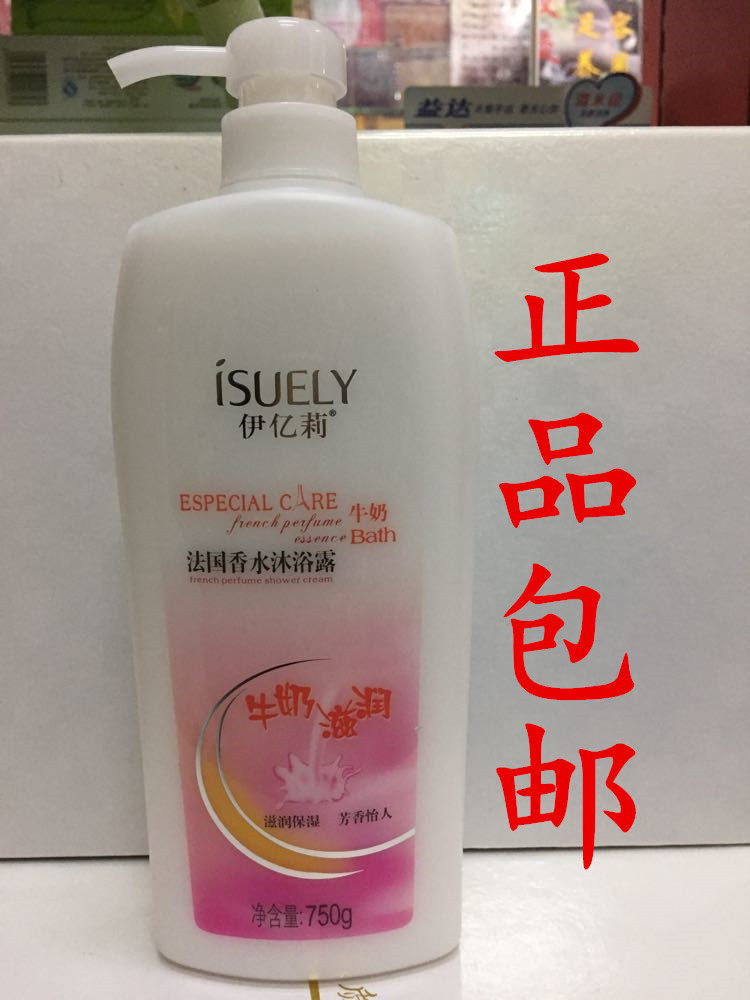 益达
iSUELY
伊亿莉®
ESPECIAL CARE
french perfume
essence
牛奶
Bath
法国香水沐浴露
french perfume shower cream
牛奶滋润
滋润保湿 芳香怡人
净含量:750g
正品包邮